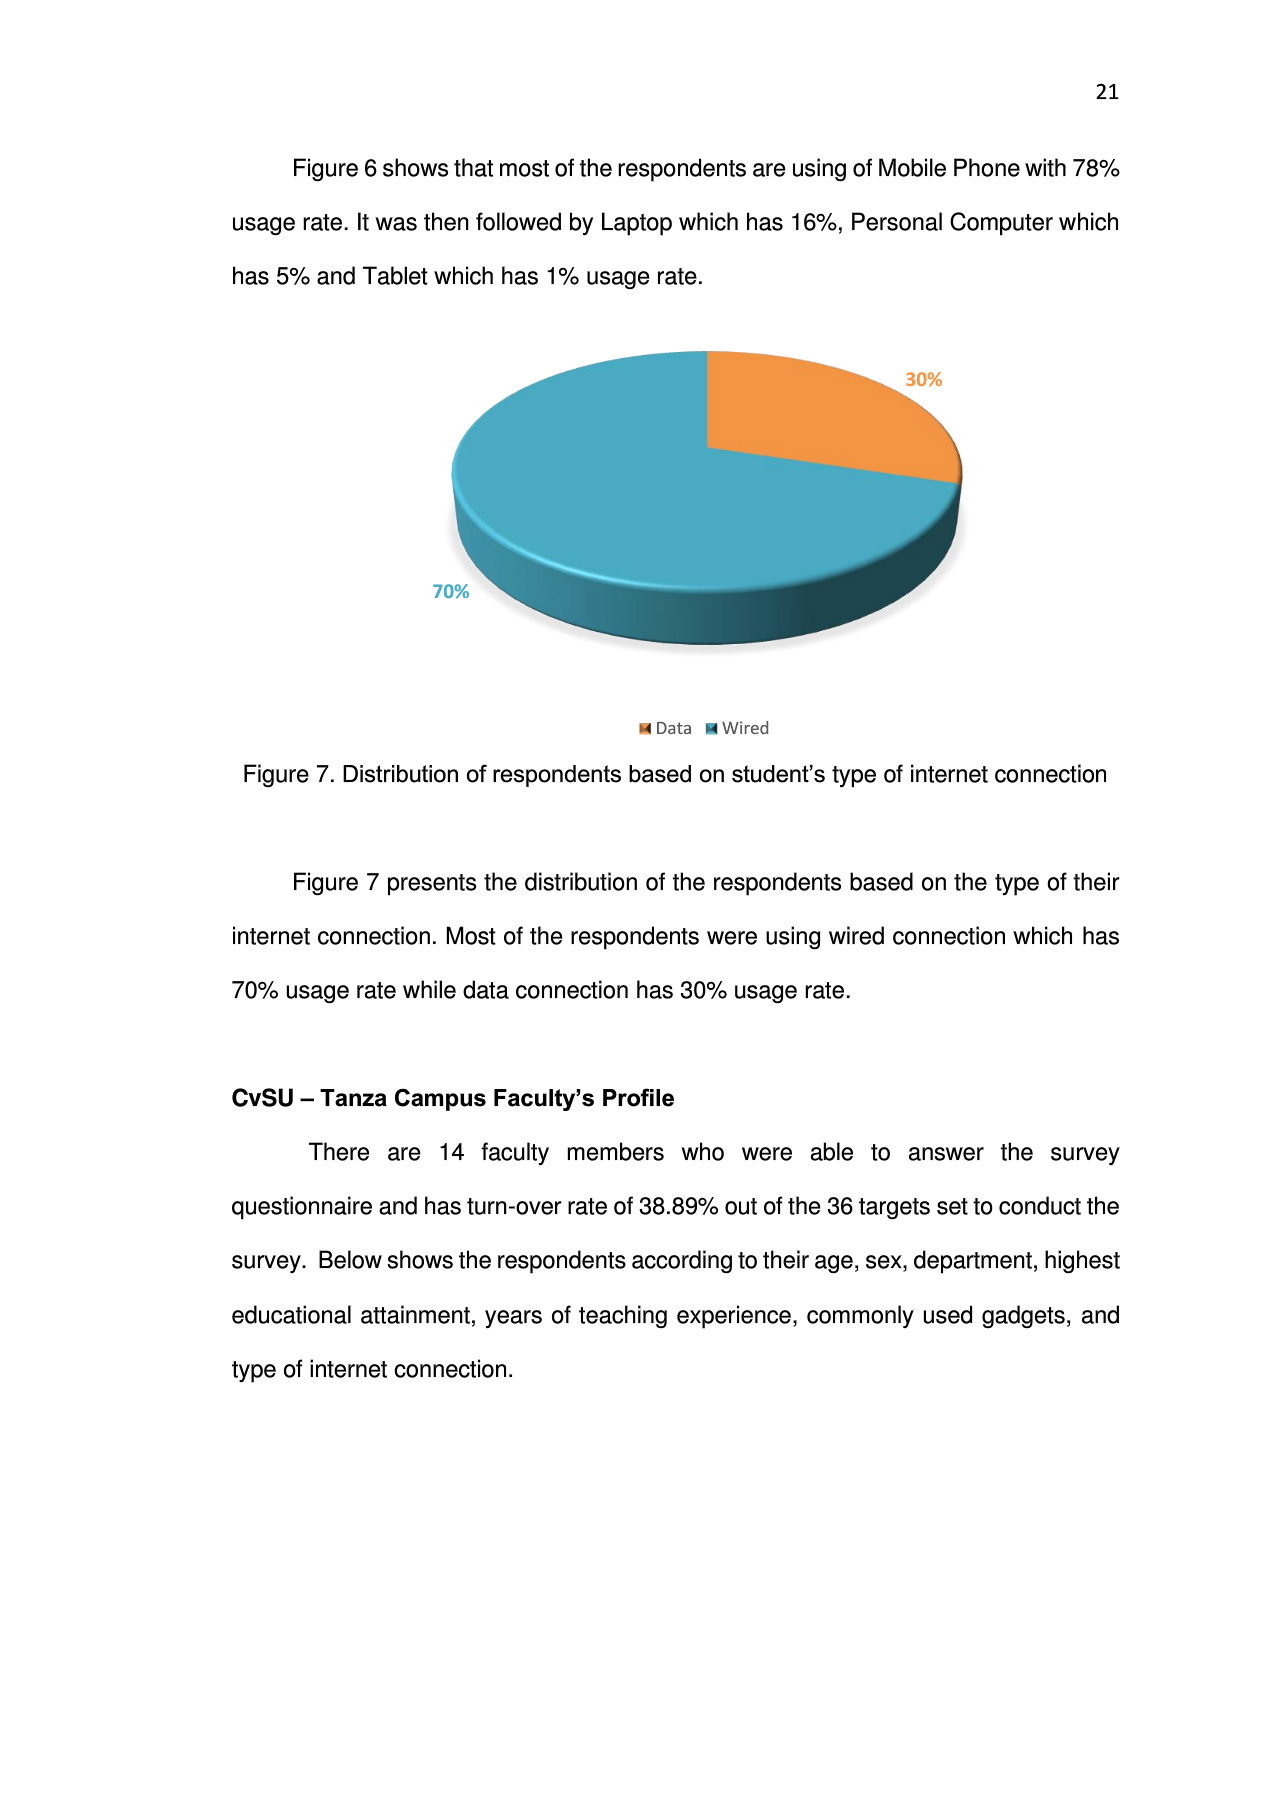 21
Figure 6 shows that most of the respondents are using of Mobile Phone with 78%
usage rate. It was then followed by Laptop which has 16%, Personal Computer which
has 5% and Tablet which has 1% usage rate.
30%
70%
Data Wired
Figure 7. Distribution of respondents based on student’s type of internet connection
Figure 7 presents the distribution of the respondents based on the type of their
internet connection. Most of the respondents were using wired connection which has
70% usage rate while data connection has 30% usage rate.
CvSU – Tanza Campus Faculty’s Profile
There are 14 faculty members who were able to answer the survey
questionnaire and has turn-over rate of 38.89% out of the 36 targets set to conduct the
survey.  Below shows the respondents according to their age, sex, department, highest
educational attainment, years of teaching experience, commonly used gadgets, and
type of internet connection.